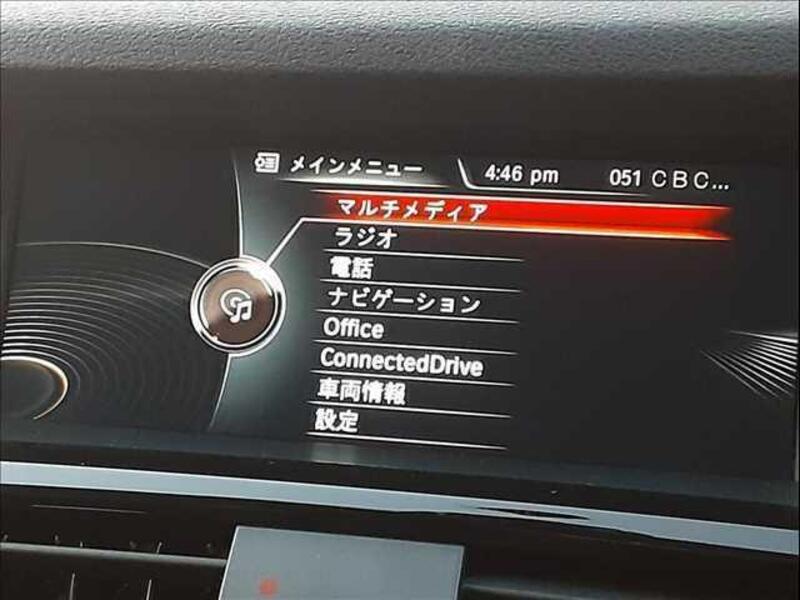 メインメニュー 4:46 pm 051 CBC...
マルチメディア
ラジオ
電話
ナビゲーション
Office
ConnectedDrive
車両情報
設定